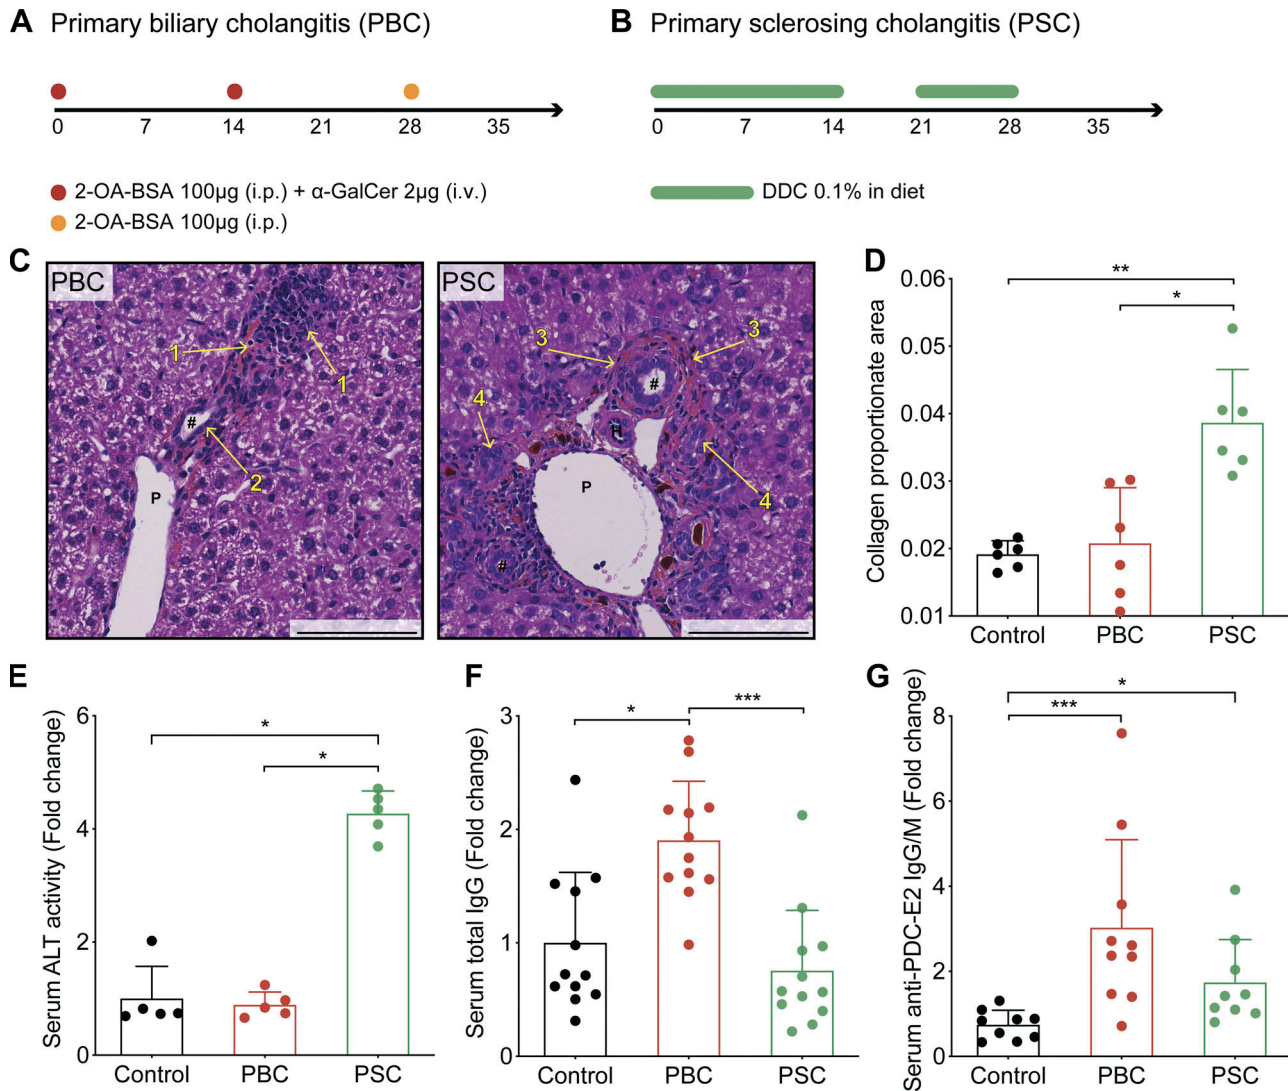 A Primary biliary cholangitis (PBC)
0 7 14 21 28 35
2-OA-BSA 100µg (i.p.) + α-GalCer 2µg (i.v.)
2-OA-BSA 100µg (i.p.)
B Primary sclerosing cholangitis (PSC)
0 7 14 21 28 35
DDC 0.1% in diet
C
PBC
1
1
#
2
P
PSC
3
3
#
4
H
4
P
#
D
Collagen proportionate area
0.06
0.05
0.04
0.03
0.02
0.01
**
*
Control PBC PSC
E
Serum ALT activity (Fold change)
6
4
2
0
*
*
Control PBC PSC
F
Serum total IgG (Fold change)
3
2
1
0
*
***
Control PBC PSC
G
Serum anti-PDC-E2 IgG/M (Fold change)
8
6
4
2
0
*
***
Control PBC PSC